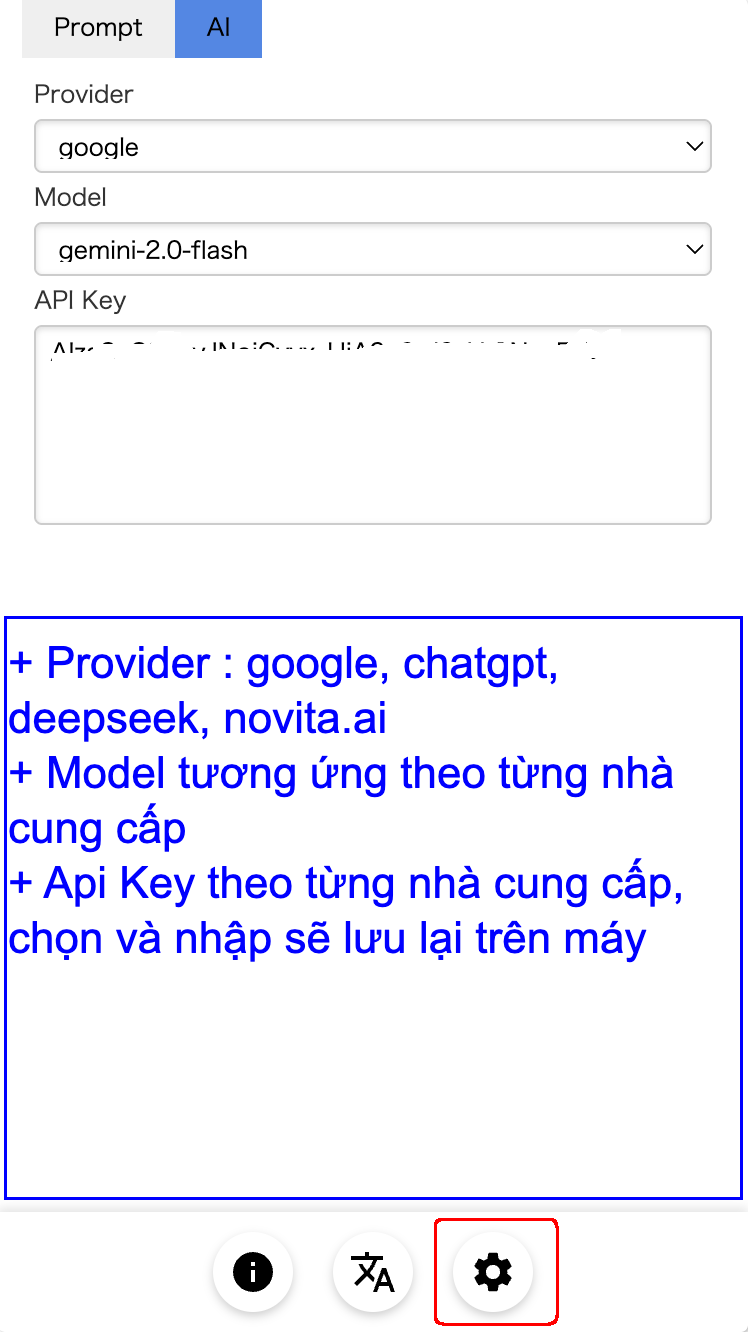 Prompt
AI
Provider
google
Model
gemini-2.0-flash
API Key
+ Provider : google, chatgpt,
deepseek, novita.ai
+ Model tương ứng theo từng nhà
cung cấp
+ Api Key theo từng nhà cung cấp,
chọn và nhập sẽ lưu lại trên máy